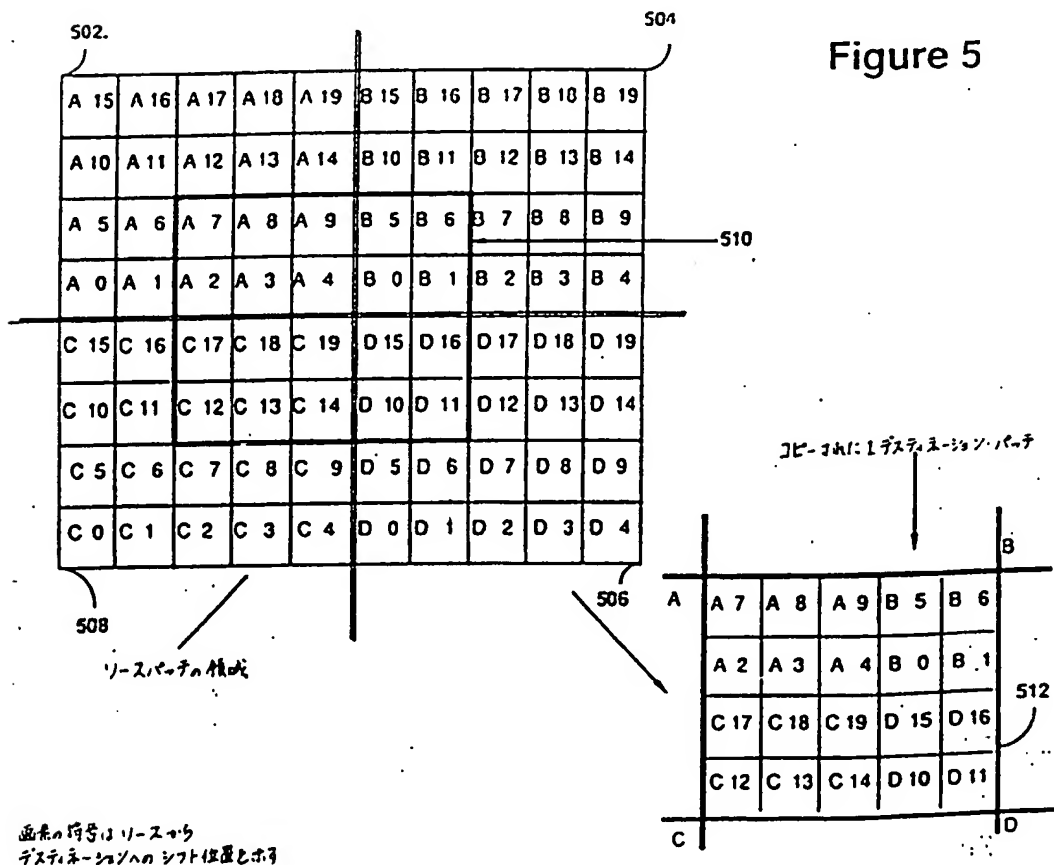 502.
504
Figure 5
A 15 A 16 A 17 A 18 A 19 B 15 B 16 B 17 B 18 B 19
A 10 A 11 A 12 A 13 A 14 B 10 B 11 B 12 B 13 B 14
A 5 A 6 A 7 A 8 A 9 B 5 B 6 B 7 B 8 B 9
510
A 0 A 1 A 2 A 3 A 4 B 0 B 1 B 2 B 3 B 4
C 15 C 16 C 17 C 18 C 19 D 15 D 16 D 17 D 18 D 19
C 10 C 11 C 12 C 13 C 14 D 10 D 11 D 12 D 13 D 14
C 5 C 6 C 7 C 8 C 9 D 5 D 6 D 7 D 8 D 9
C 0 C 1 C 2 C 3 C 4 D 0 D 1 D 2 D 3 D 4
508
506
ソースパッチの領域
コピーされた デスティネーション・パッチ
B
A
A 7 A 8 A 9 B 5 B 6
A 2 A 3 A 4 B 0 B 1
512
C 17 C 18 C 19 D 15 D 16
C 12 C 13 C 14 D 10 D 11
C
D
画素の符号はソースから
デスティネーションへのシフト位置を示す